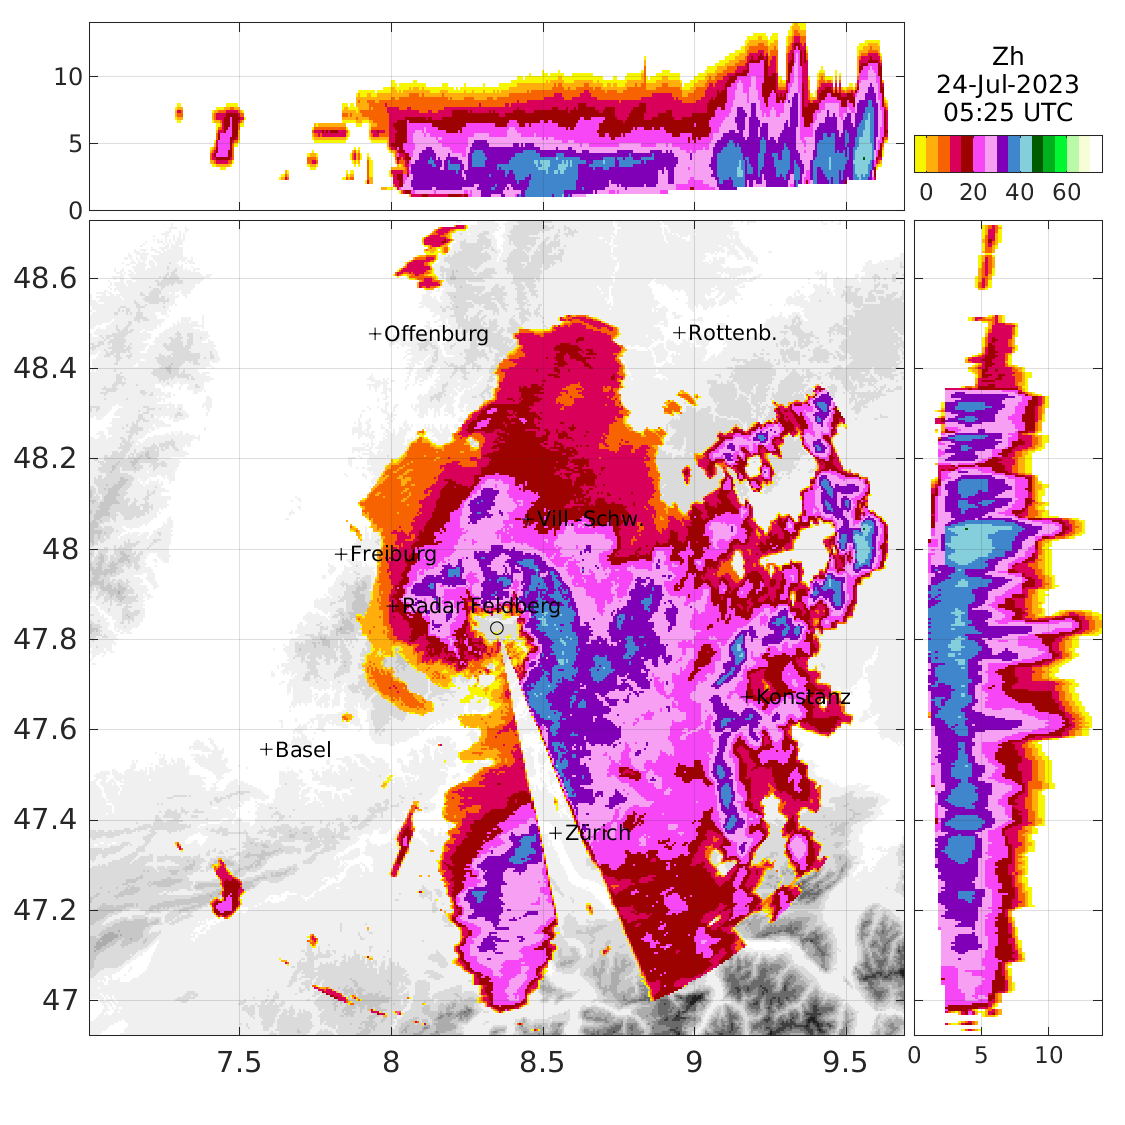 10
5
0
Zh
24-Jul-2023
05:25 UTC
0 20 40 60
48.6
48.4
48.2
48
47.8
47.6
47.4
47.2
47
+Offenburg
+Rottenb.
+Vill.-Schw.
+Freiburg
+Radar Feldberg
+Konstanz
+Basel
+Zürich
7.5 8 8.5 9 9.5
0 5 10